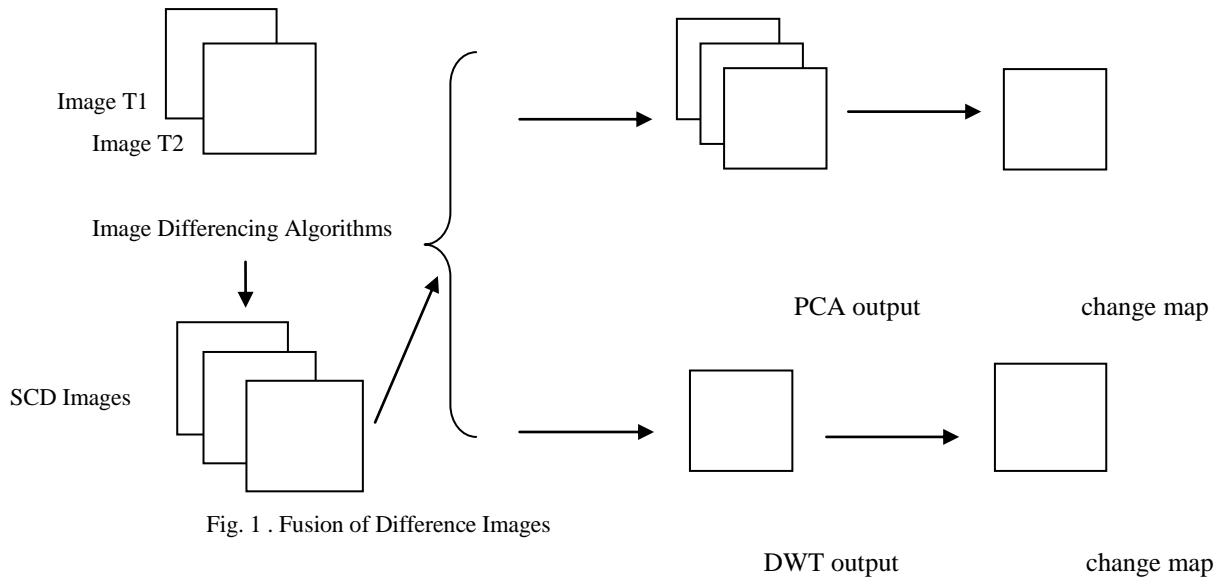 Image T1
Image T2
Image Differencing Algorithms
PCA output
change map
SCD Images
Fig. 1 . Fusion of Difference Images
DWT output
change map